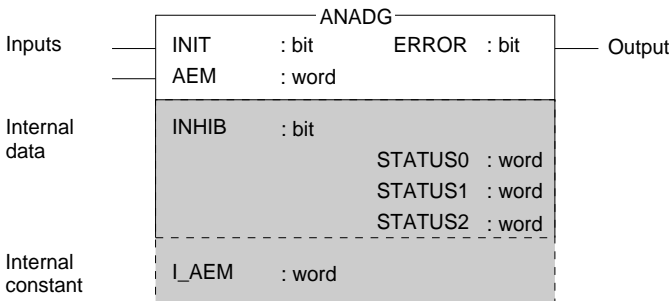 ANADG
Inputs INIT : bit ERROR : bit Output
AEM : word
Internal data INHIB : bit
STATUS0 : word
STATUS1 : word
STATUS2 : word
Internal constant I_AEM : word